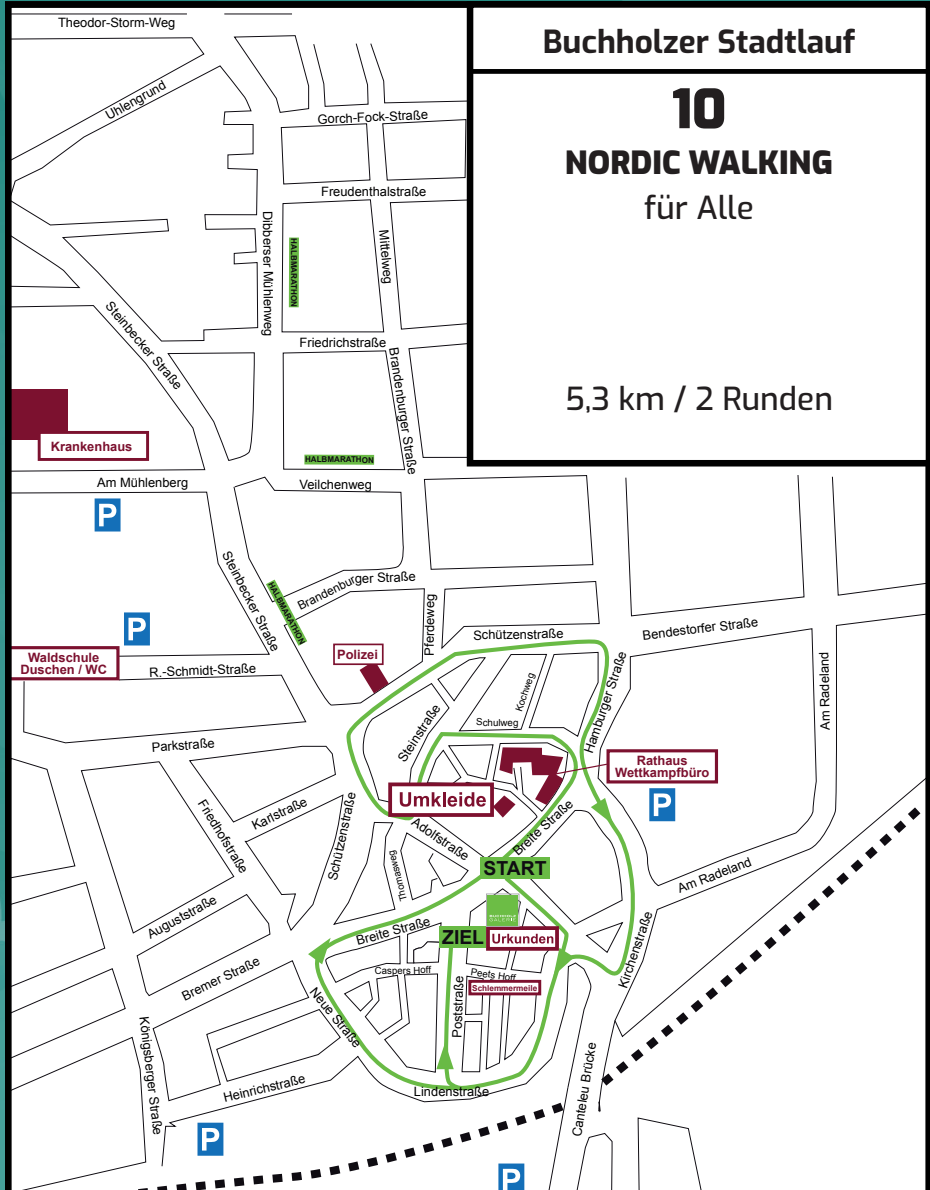 Buchholzer Stadtlauf
10
NORDIC WALKING
für Alle
5,3 km / 2 Runden
Theodor-Storm-Weg
Uhlengrund
Gorch-Fock-Straße
Freudenthalstraße
Dibberser Mühlenweg
HALBMARATHON
Mittelweg
Steinbecker Straße
Friedrichstraße
Brandenburger Straße
Krankenhaus
HALBMARATHON
Am Mühlenberg
Veilchenweg
P
Steinbecker Straße
HALBMARATHON
Brandenburger Straße
Pferdeweg
P
Schützenstraße
Bendestorfer Straße
Waldschule
Duschen / WC
R.-Schmidt-Straße
Polizei
Kochweg
Hamburger Straße
Am Radeland
Steinstraße
Schulweg
Parkstraße
Rathaus
Wettkampfbüro
Umkleide
P
Karlstraße
Friedhofstraße
Schützenstraße
Adolfstraße
Breite Straße
Thomasweg
START
Am Radeland
BUCHHOLZ
GALERIE
Auguststraße
Breite Straße
ZIEL
Urkunden
Kirchenstraße
Bremer Straße
Caspers Hoff
Peets Hoff
Schlemmermeile
Neue Straße
Poststraße
Königsberger Straße
Heinrichstraße
Lindenstraße
Canteleu Brücke
P
P